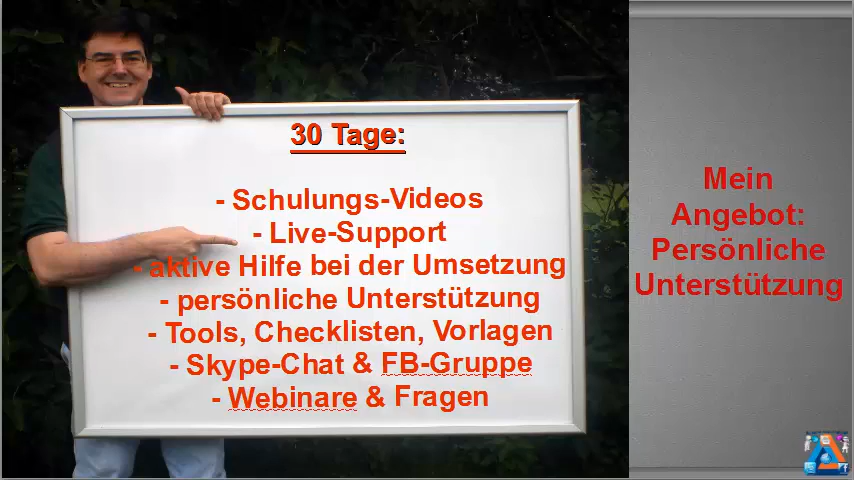 30 Tage:
- Schulungs-Videos
- Live-Support
- aktive Hilfe bei der Umsetzung
- persönliche Unterstützung
- Tools, Checklisten, Vorlagen
- Skype-Chat & FB-Gruppe
- Webinare & Fragen
Mein
Angebot:
Persönliche
Unterstützung